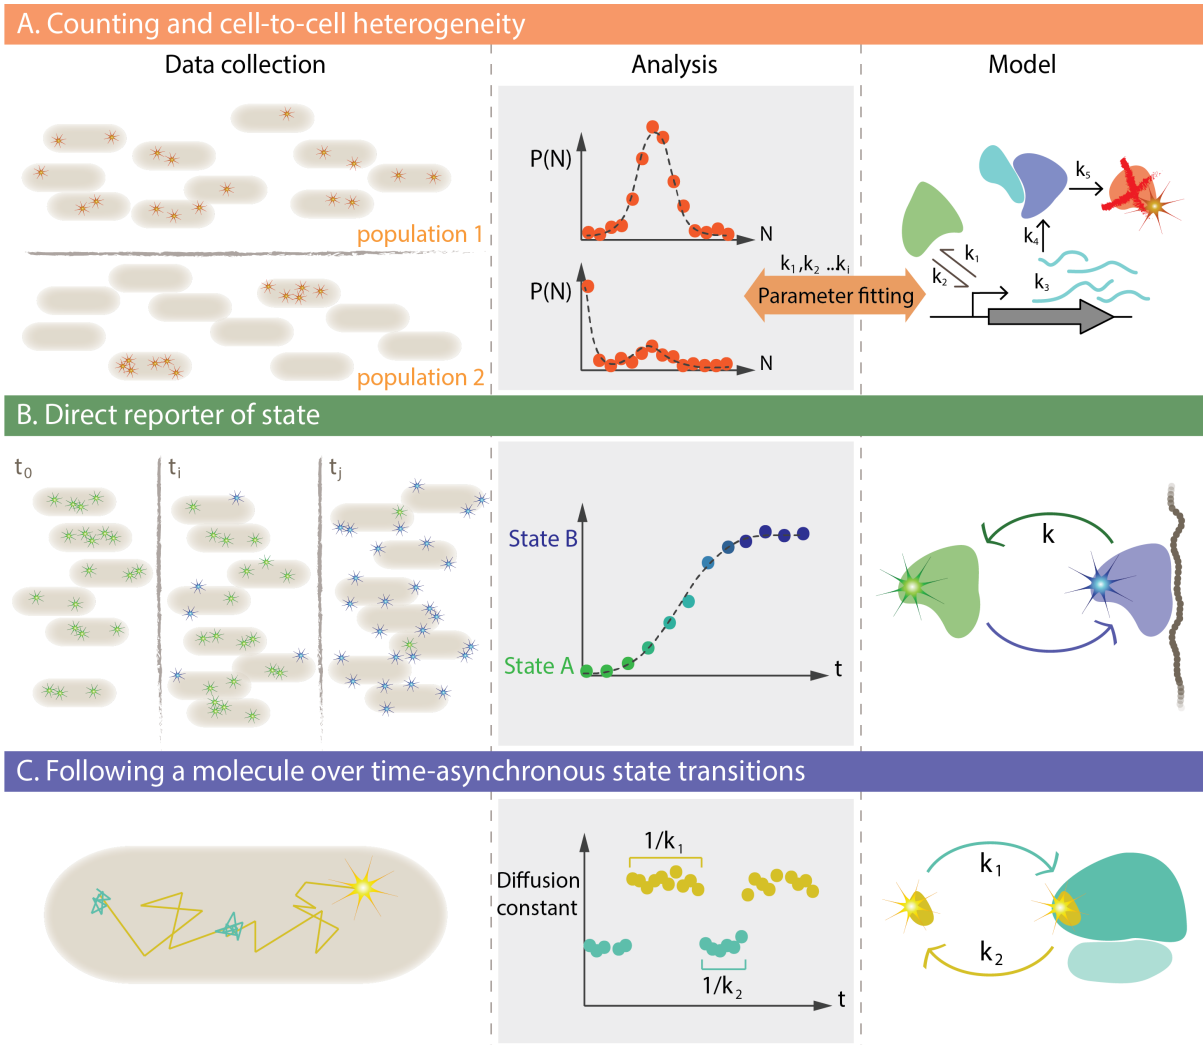 A. Counting and cell-to-cell heterogeneity
Data collection
Analysis
Model
population 1
population 2
P(N)
N
P(N)
N
k₁,k₂ ...kᵢ
Parameter fitting
k₁
k₂
k₃
k₄
k₅
B. Direct reporter of state
t₀
tᵢ
tⱼ
State B
State A
t
k
C. Following a molecule over time-asynchronous state transitions
Diffusion
constant
1/k₁
1/k₂
t
k₁
k₂